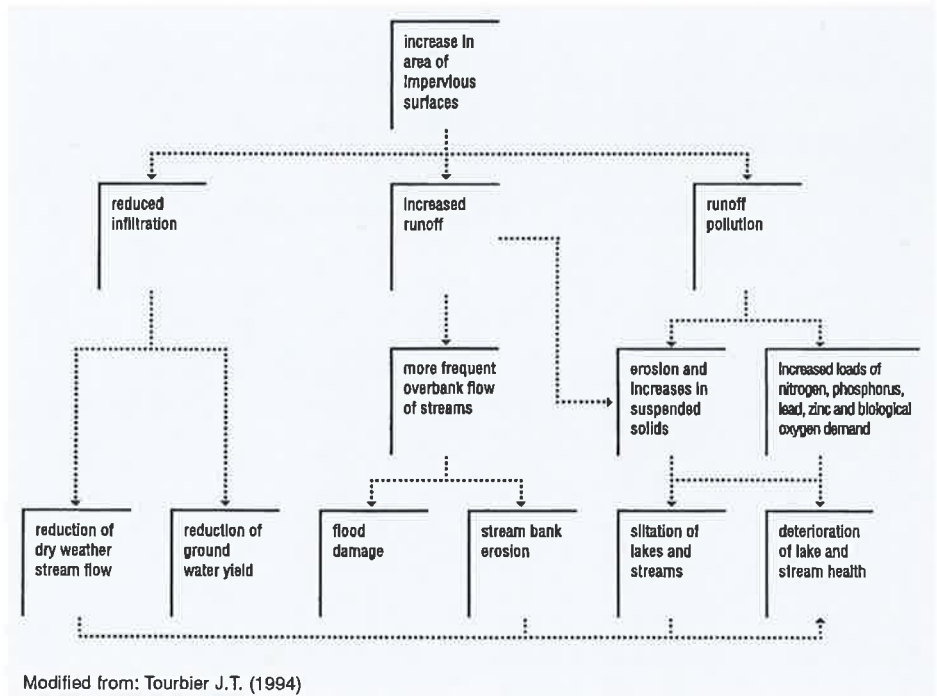 increase in
area of
impervious
surfaces
reduced
infiltration
increased
runoff
runoff
pollution
more frequent
overbank flow
of streams
erosion and
increases in
suspended
solids
increased loads of
nitrogen, phosphorus,
lead, zinc and biological
oxygen demand
reduction of
dry weather
stream flow
reduction of
ground
water yield
flood
damage
stream bank
erosion
siltation of
lakes and
streams
deterioration
of lake and
stream health
Modified from: Tourbier J.T. (1994)